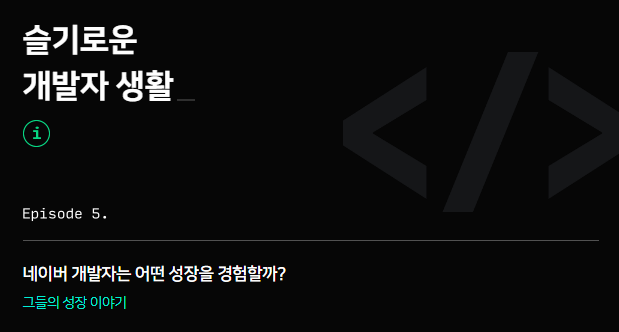 슬기로운
개발자 생활_
i
Episode 5.
네이버 개발자는 어떤 성장을 경험할까?
그들의 성장 이야기